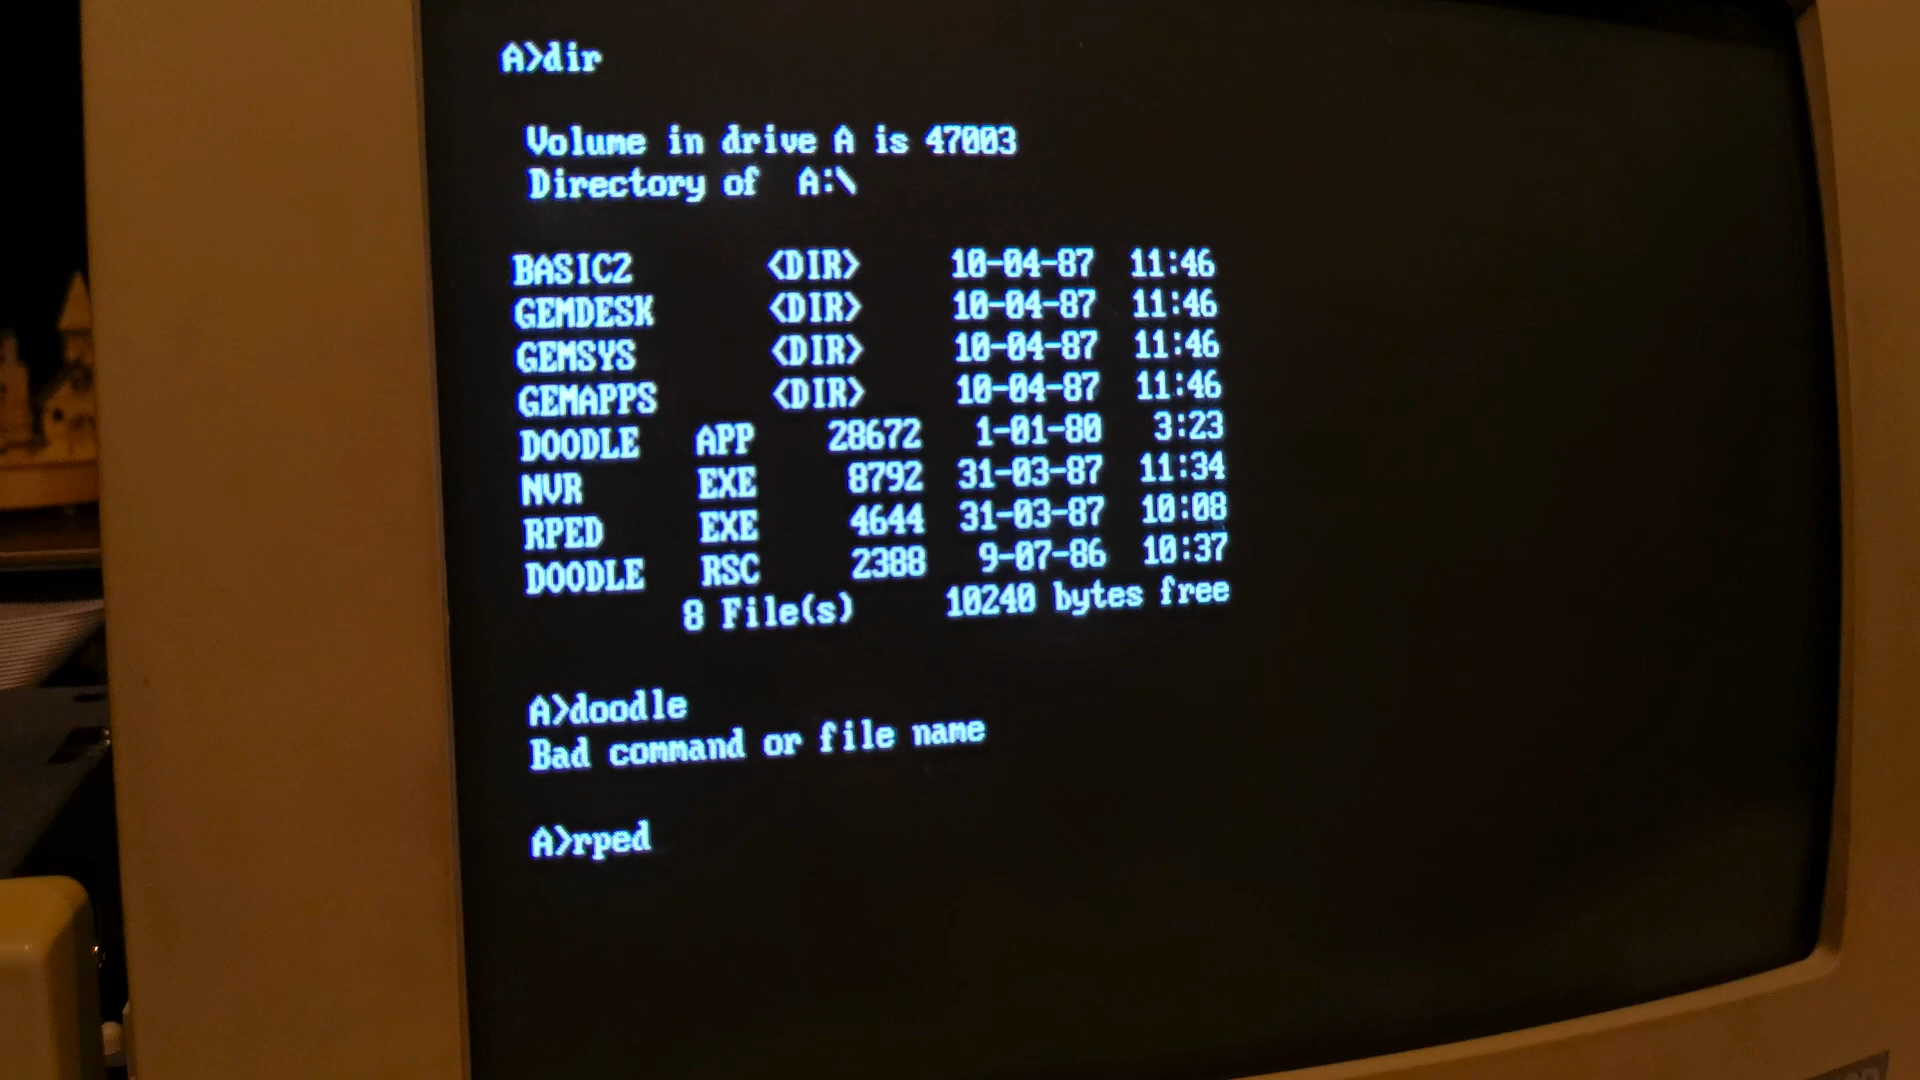 A>dir
Volume in drive A is 47003
Directory of  A:\
BASIC2       <DIR>     10-04-87  11:46
GEMDESK      <DIR>     10-04-87  11:46
GEMSYS       <DIR>     10-04-87  11:46
GEMAPPS      <DIR>     10-04-87  11:46
DOODLE   APP    28672   1-01-80   3:23
NVR      EXE     8792  31-03-87  11:34
RPED     EXE     4644  31-03-87  10:08
DOODLE   RSC     2388   9-07-86  10:37
8 File(s)     10240 bytes free
A>doodle
Bad command or file name
A>rped